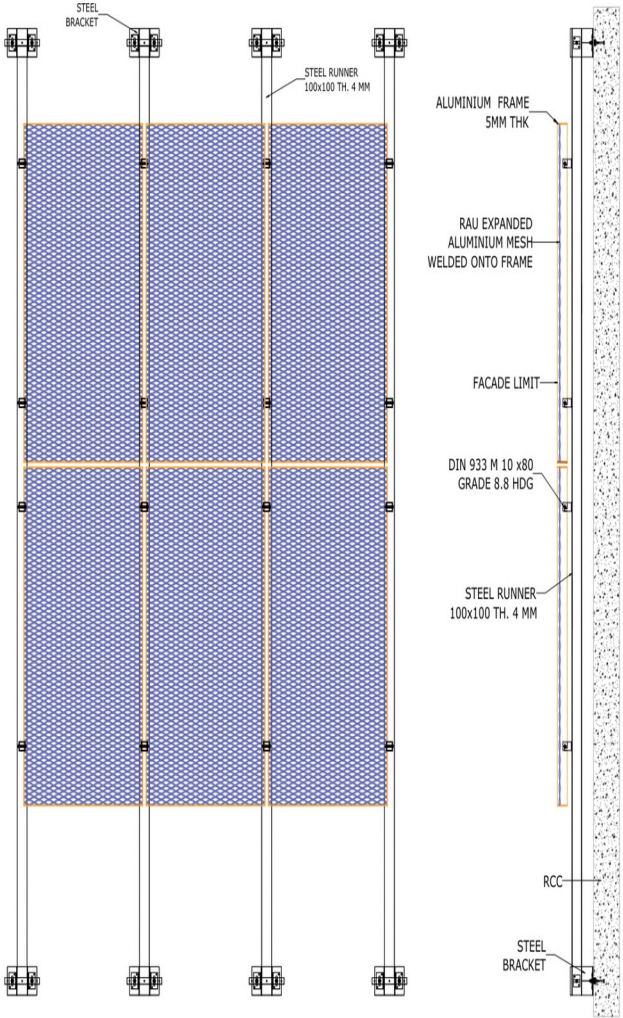 STEEL
BRACKET
STEEL RUNNER
100x100 TH. 4 MM
ALUMINIUM FRAME
5MM THK
RAU EXPANDED
ALUMINIUM MESH
WELDED ONTO FRAME
FACADE LIMIT
DIN 933 M 10 x80
GRADE 8.8 HDG
STEEL RUNNER
100x100 TH. 4 MM
RCC
STEEL
BRACKET